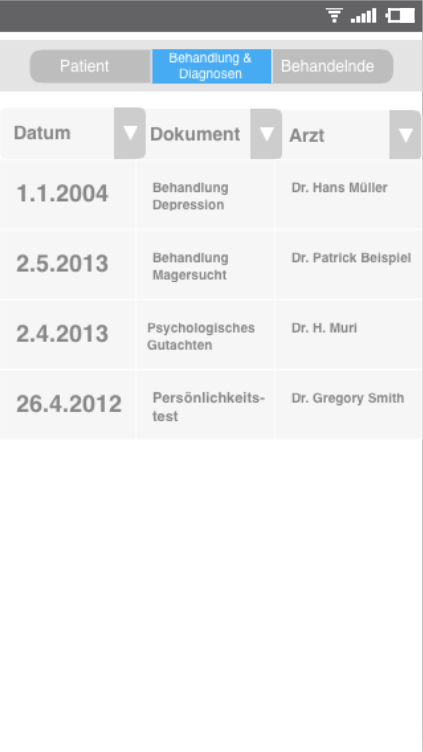 Patient
Behandlung &
Diagnosen
Behandelnde
Datum
Dokument
Arzt
1.1.2004
Behandlung
Depression
Dr. Hans Müller
2.5.2013
Behandlung
Magersucht
Dr. Patrick Beispiel
2.4.2013
Psychologisches
Gutachten
Dr. H. Muri
26.4.2012
Persönlichkeits-
test
Dr. Gregory Smith